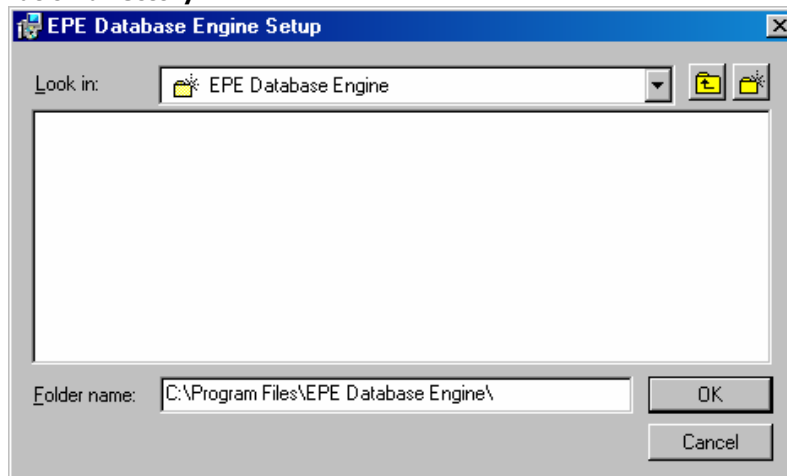 EPE Database Engine Setup
Look in:
EPE Database Engine
Folder name:
C:\Program Files\EPE Database Engine\
OK
Cancel